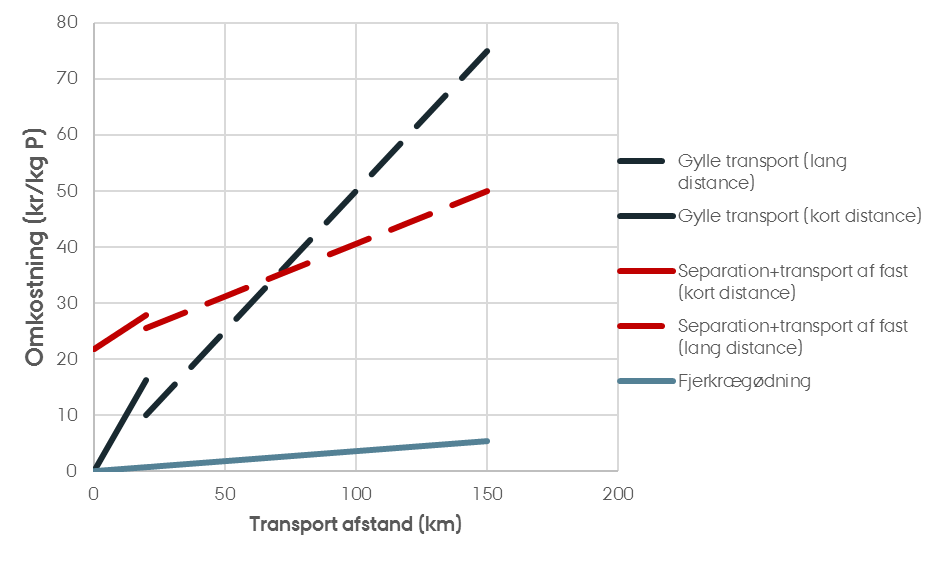 80
70
60
50
40
30
20
10
0
Omkostning (kr/kg P)
0 50 100 150 200
Transport afstand (km)
Gylle transport (lang
distance)
Gylle transport (kort distance)
Separation+transport af fast
(kort distance)
Separation+transport af fast
(lang distance)
Fjerkrægødning